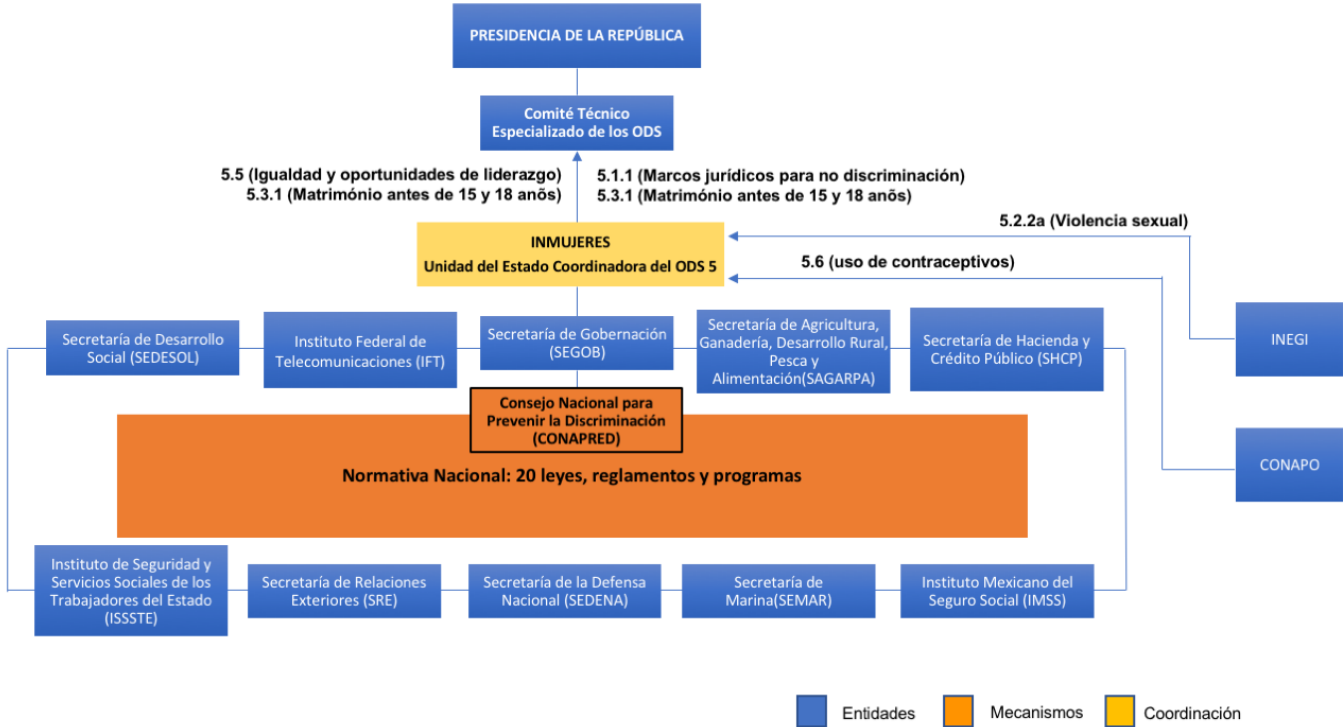 PRESIDENCIA DE LA REPÚBLICA
Comité Técnico
Especializado de los ODS
5.5 (Igualdad y oportunidades de liderazgo)
5.3.1 (Matrimónio antes de 15 y 18 anõs)
5.1.1 (Marcos jurídicos para no discriminación)
5.3.1 (Matrimónio antes de 15 y 18 anõs)
INMUJERES
Unidad del Estado Coordinadora del ODS 5
5.2.2a (Violencia sexual)
5.6 (uso de contraceptivos)
INEGI
CONAPO
Secretaría de Desarrollo
Social (SEDESOL)
Instituto Federal de
Telecomunicaciones (IFT)
Secretaría de Gobernación
(SEGOB)
Secretaría de Agricultura,
Ganadería, Desarrollo Rural,
Pesca y
Alimentación(SAGARPA)
Secretaría de Hacienda y
Crédito Público (SHCP)
Consejo Nacional para
Prevenir la Discriminación
(CONAPRED)
Normativa Nacional: 20 leyes, reglamentos y programas
Instituto de Seguridad y
Servicios Sociales de los
Trabajadores del Estado
(ISSSTE)
Secretaría de Relaciones
Exteriores (SRE)
Secretaría de la Defensa
Nacional (SEDENA)
Secretaría de
Marina(SEMAR)
Instituto Mexicano del
Seguro Social (IMSS)
Entidades
Mecanismos
Coordinación